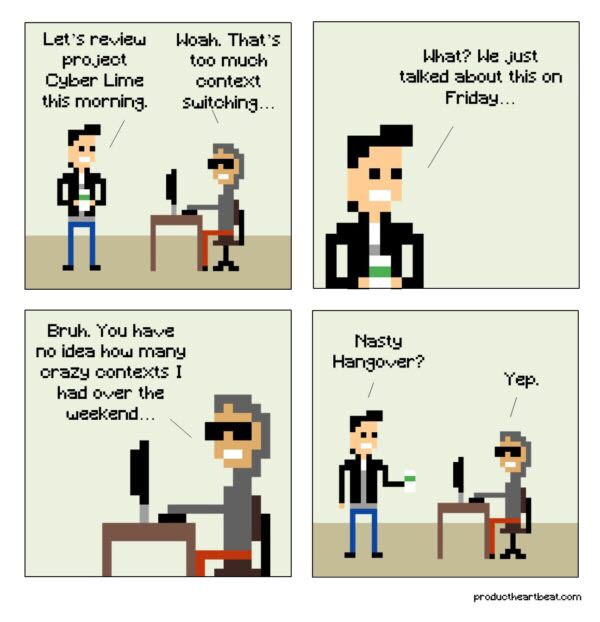 Let's review
project
Cyber Lime
this morning.
Woah. That's
too much
context
switching...
What? We just
talked about this on
Friday...
Bruh. You have
no idea how many
crazy contexts I
had over the
weekend...
Nasty
Hangover?
Yep.
productheartbeat.com